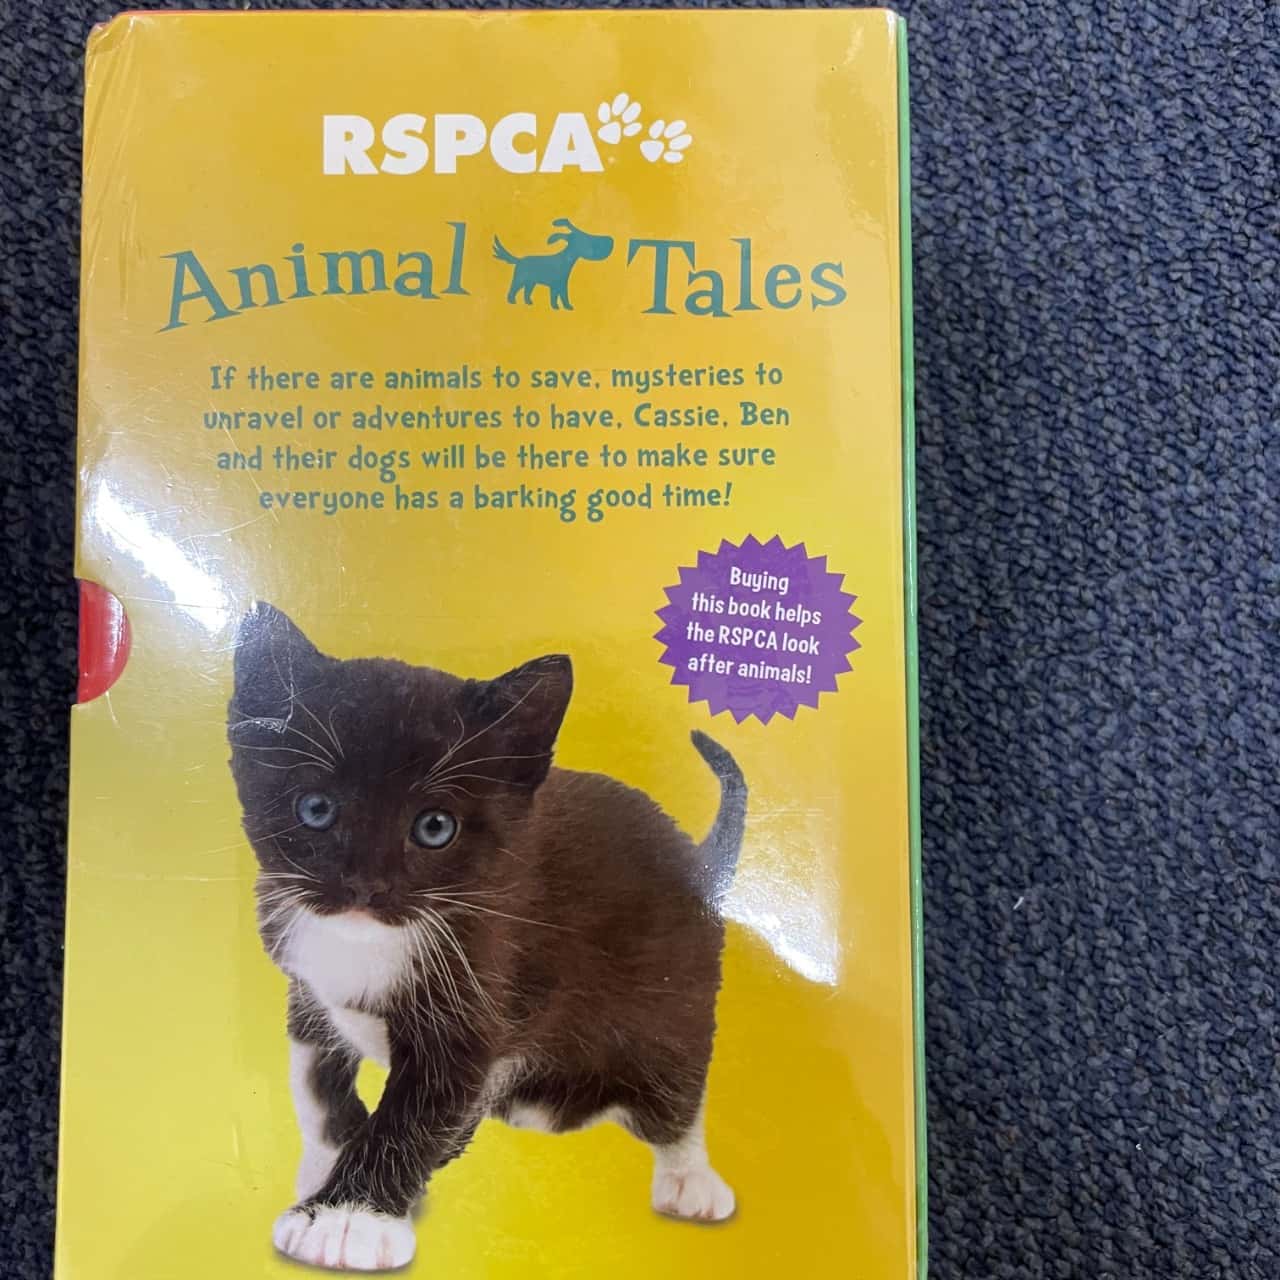 RSPCA
Animal Tales
If there are animals to save, mysteries to
unravel or adventures to have, Cassie, Ben
and their dogs will be there to make sure
everyone has a barking good time!
Buying
this book helps
the RSPCA look
after animals!